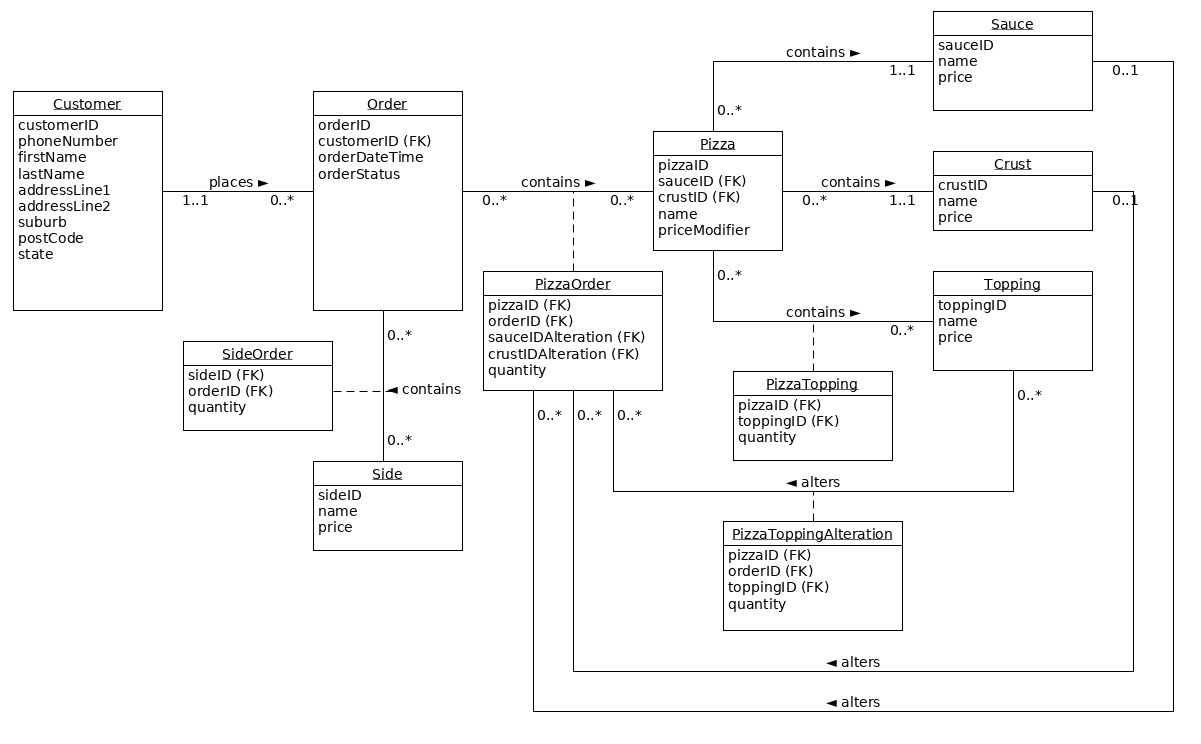 Sauce
sauceID
name
price
contains ►
1..1
0..1
0..*
Customer
customerID
phoneNumber
firstName
lastName
addressLine1
addressLine2
suburb
postCode
state
places ►
1..1
0..*
Order
orderID
customerID (FK)
orderDateTime
orderStatus
contains ►
0..*
0..*
Pizza
pizzaID
sauceID (FK)
crustID (FK)
name
priceModifier
contains ►
0..*
1..1
Crust
crustID
name
price
0..1
0..*
contains ►
0..*
Topping
toppingID
name
price
0..*
PizzaOrder
pizzaID (FK)
orderID (FK)
sauceIDAlteration (FK)
crustIDAlteration (FK)
quantity
0..*
0..*
0..*
0..*
SideOrder
sideID (FK)
orderID (FK)
quantity
◄ contains
0..*
Side
sideID
name
price
PizzaTopping
pizzaID (FK)
toppingID (FK)
quantity
◄ alters
PizzaToppingAlteration
pizzaID (FK)
orderID (FK)
toppingID (FK)
quantity
◄ alters
◄ alters